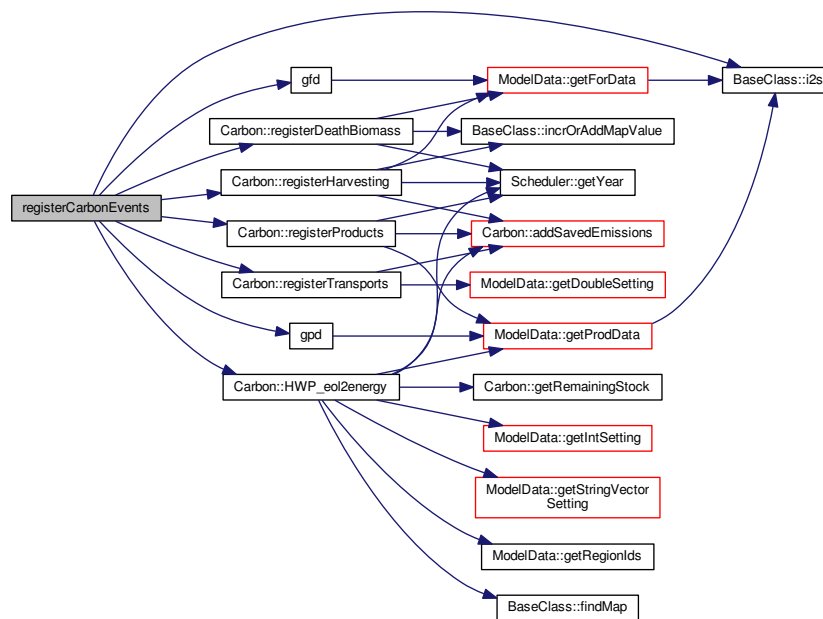 registerCarbonEvents
gfd
Carbon::registerDeathBiomass
Carbon::registerHarvesting
Carbon::registerProducts
Carbon::registerTransports
gpd
Carbon::HWP_eol2energy
ModelData::getForData
BaseClass::incrOrAddMapValue
Scheduler::getYear
Carbon::addSavedEmissions
ModelData::getDoubleSetting
ModelData::getProdData
Carbon::getRemainingStock
ModelData::getIntSetting
ModelData::getStringVector
Setting
ModelData::getRegionIds
BaseClass::findMap
BaseClass::i2s